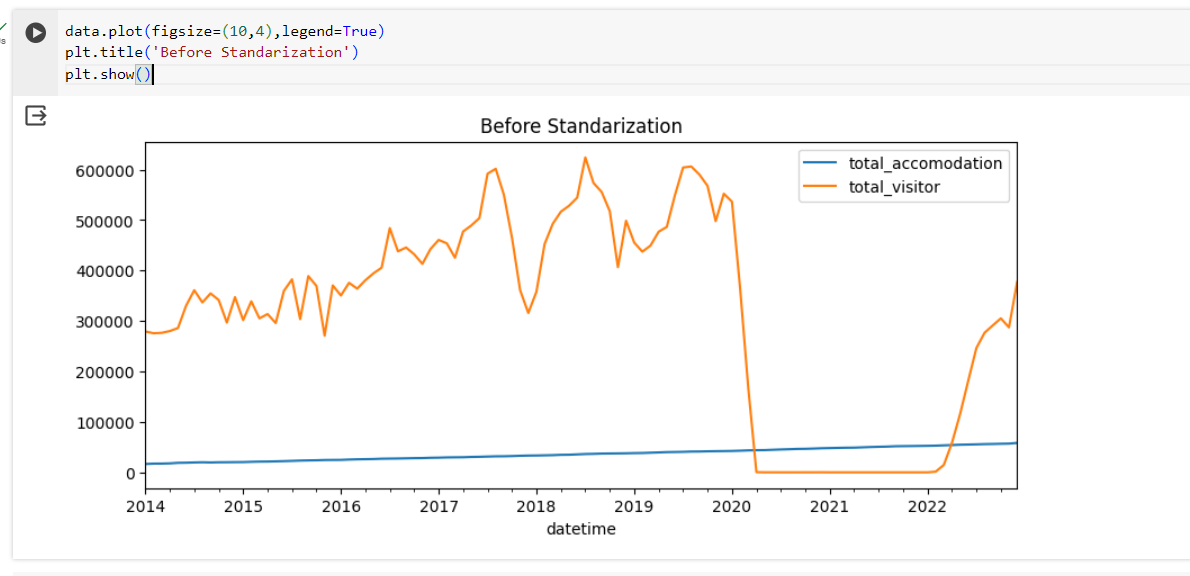 data.plot(figsize=(10,4),legend=True)
plt.title('Before Standarization')
plt.show()
Before Standarization
total_accomodation
total_visitor
600000
500000
400000
300000
200000
100000
0
2014 2015 2016 2017 2018 2019 2020 2021 2022
datetime